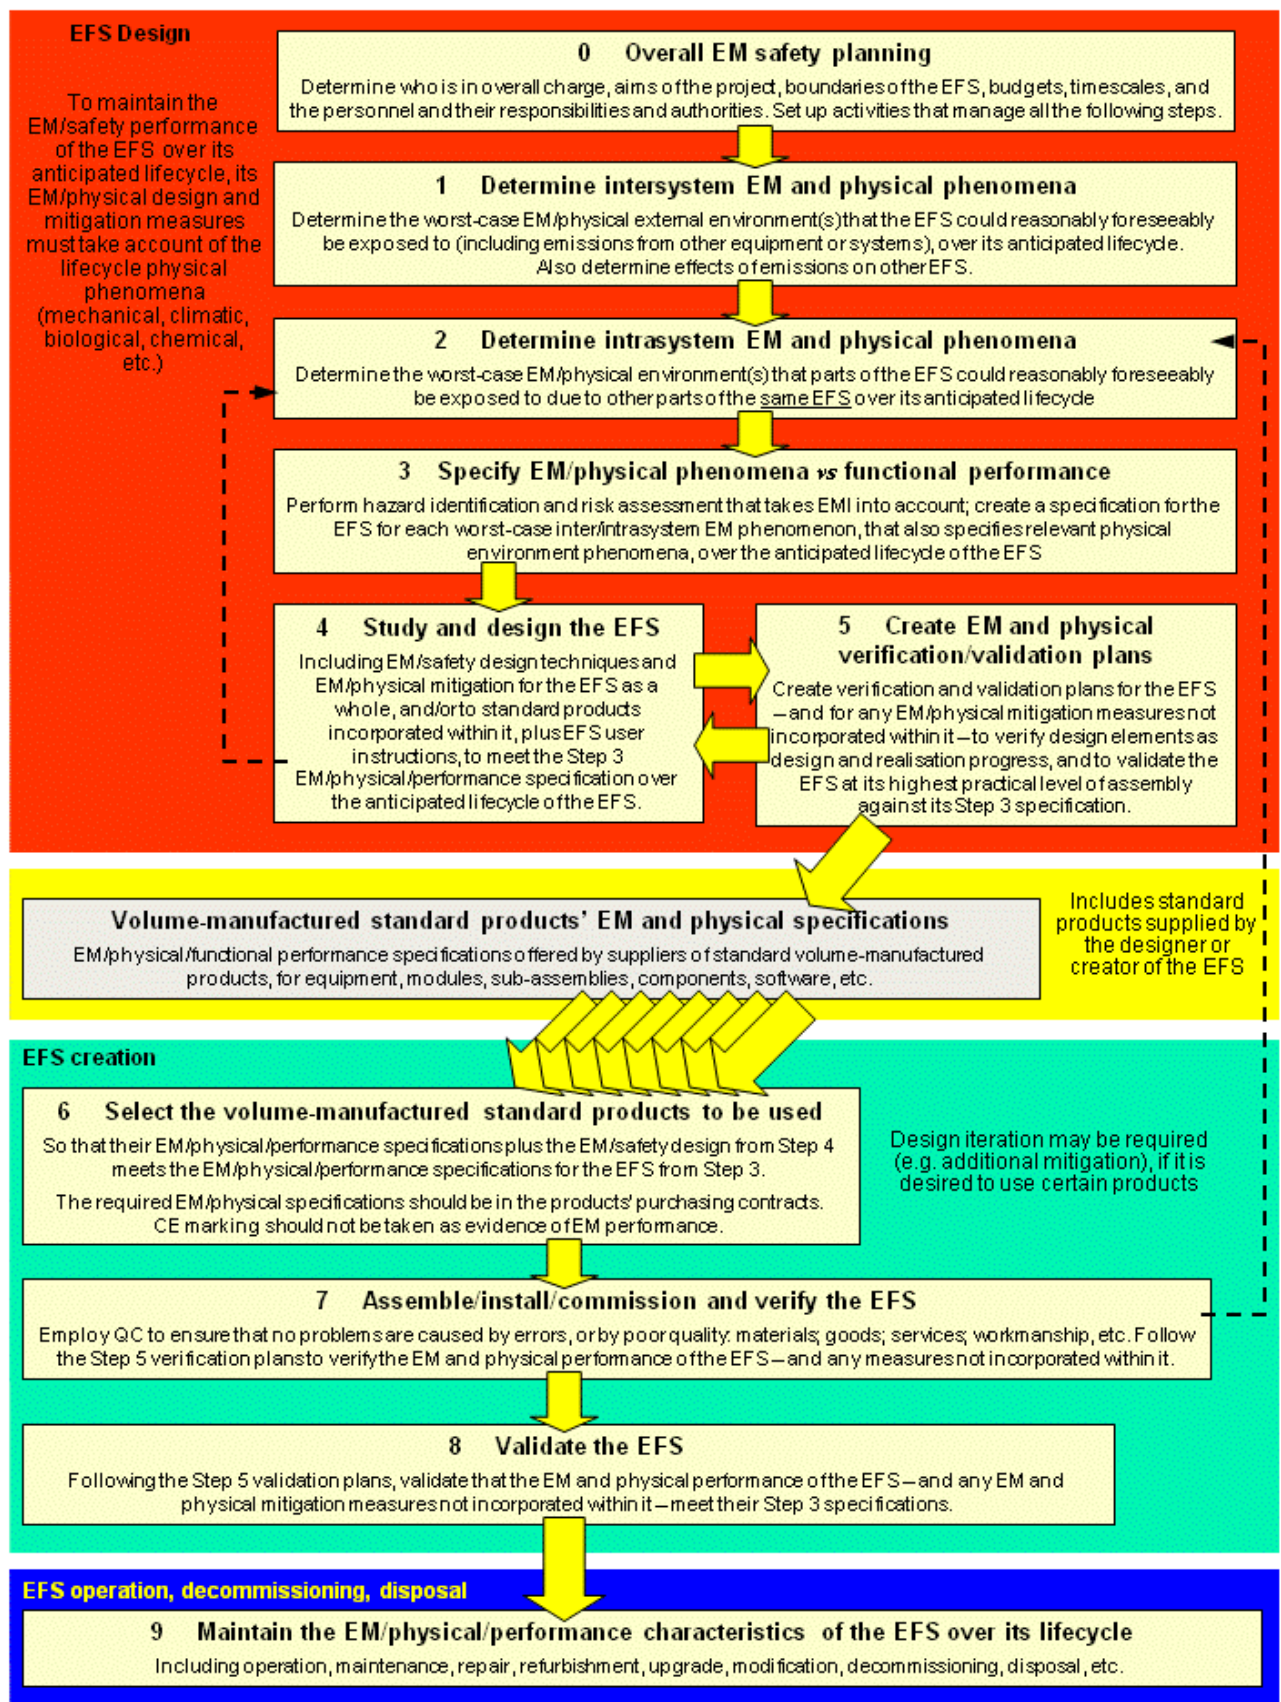 EFS Design
To maintain the
EM/safety performance
of the EFS over its
anticipated lifecycle, its
EM/physical design and
mitigation measures
must take account of the
lifecycle physical
phenomena
(mechanical, climatic,
biological, chemical,
etc.)
0 Overall EM safety planning
Determine who is in overall charge, aims of the project, boundaries of the EFS, budgets, timescales, and
the personnel and their responsibilities and authorities. Set up activities that manage all the following steps.
1 Determine intersystem EM and physical phenomena
Determine the worst-case EM/physical external environment(s) that the EFS could reasonably foreseeably
be exposed to (including emissions from other equipment or systems), over its anticipated lifecycle.
Also determine effects of emissions on other EFS.
2 Determine intrasystem EM and physical phenomena
Determine the worst-case EM/physical environment(s) that parts of the EFS could reasonably foreseeably
be exposed to due to other parts of the same EFS over its anticipated lifecycle
3 Specify EM/physical phenomena vs functional performance
Perform hazard identification and risk assessment that takes EMI into account; create a specification for the
EFS for each worst-case inter/intrasystem EM phenomenon, that also specifies relevant physical
environment phenomena, over the anticipated lifecycle of the EFS
4 Study and design the EFS
Including EM/safety design techniques and
EM/physical mitigation for the EFS as a
whole, and/or to standard products
incorporated within it, plus EFS user
instructions, to meet the Step 3
EM/physical/performance specification over
the anticipated lifecycle of the EFS.
5 Create EM and physical
verification/validation plans
Create verification and validation plans for the EFS
– and for any EM/physical mitigation measures not
incorporated within it – to verify design elements as
design and realisation progress, and to validate the
EFS at its highest practical level of assembly
against its Step 3 specification.
Volume-manufactured standard products’ EM and physical specifications
EM/physical/functional performance specifications offered by suppliers of standard volume-manufactured
products, for equipment, modules, sub-assemblies, components, software, etc.
Includes standard
products supplied by
the designer or
creator of the EFS
EFS creation
6 Select the volume-manufactured standard products to be used
So that their EM/physical/performance specifications plus the EM/safety design from Step 4
meets the EM/physical/performance specifications for the EFS from Step 3.
The required EM/physical specifications should be in the products’ purchasing contracts.
CE marking should not be taken as evidence of EM performance.
Design iteration may be required
(e.g. additional mitigation), if it is
desired to use certain products
7 Assemble/install/commission and verify the EFS
Employ QC to ensure that no problems are caused by errors, or by poor quality: materials; goods; services; workmanship, etc. Follow
the Step 5 verification plans to verify the EM and physical performance of the EFS – and any measures not incorporated within it.
8 Validate the EFS
Following the Step 5 validation plans, validate that the EM and physical performance of the EFS – and any EM and
physical mitigation measures not incorporated within it – meet their Step 3 specifications.
EFS operation, decommissioning, disposal
9 Maintain the EM/physical/performance characteristics of the EFS over its lifecycle
Including operation, maintenance, repair, refurbishment, upgrade, modification, decommissioning, disposal, etc.